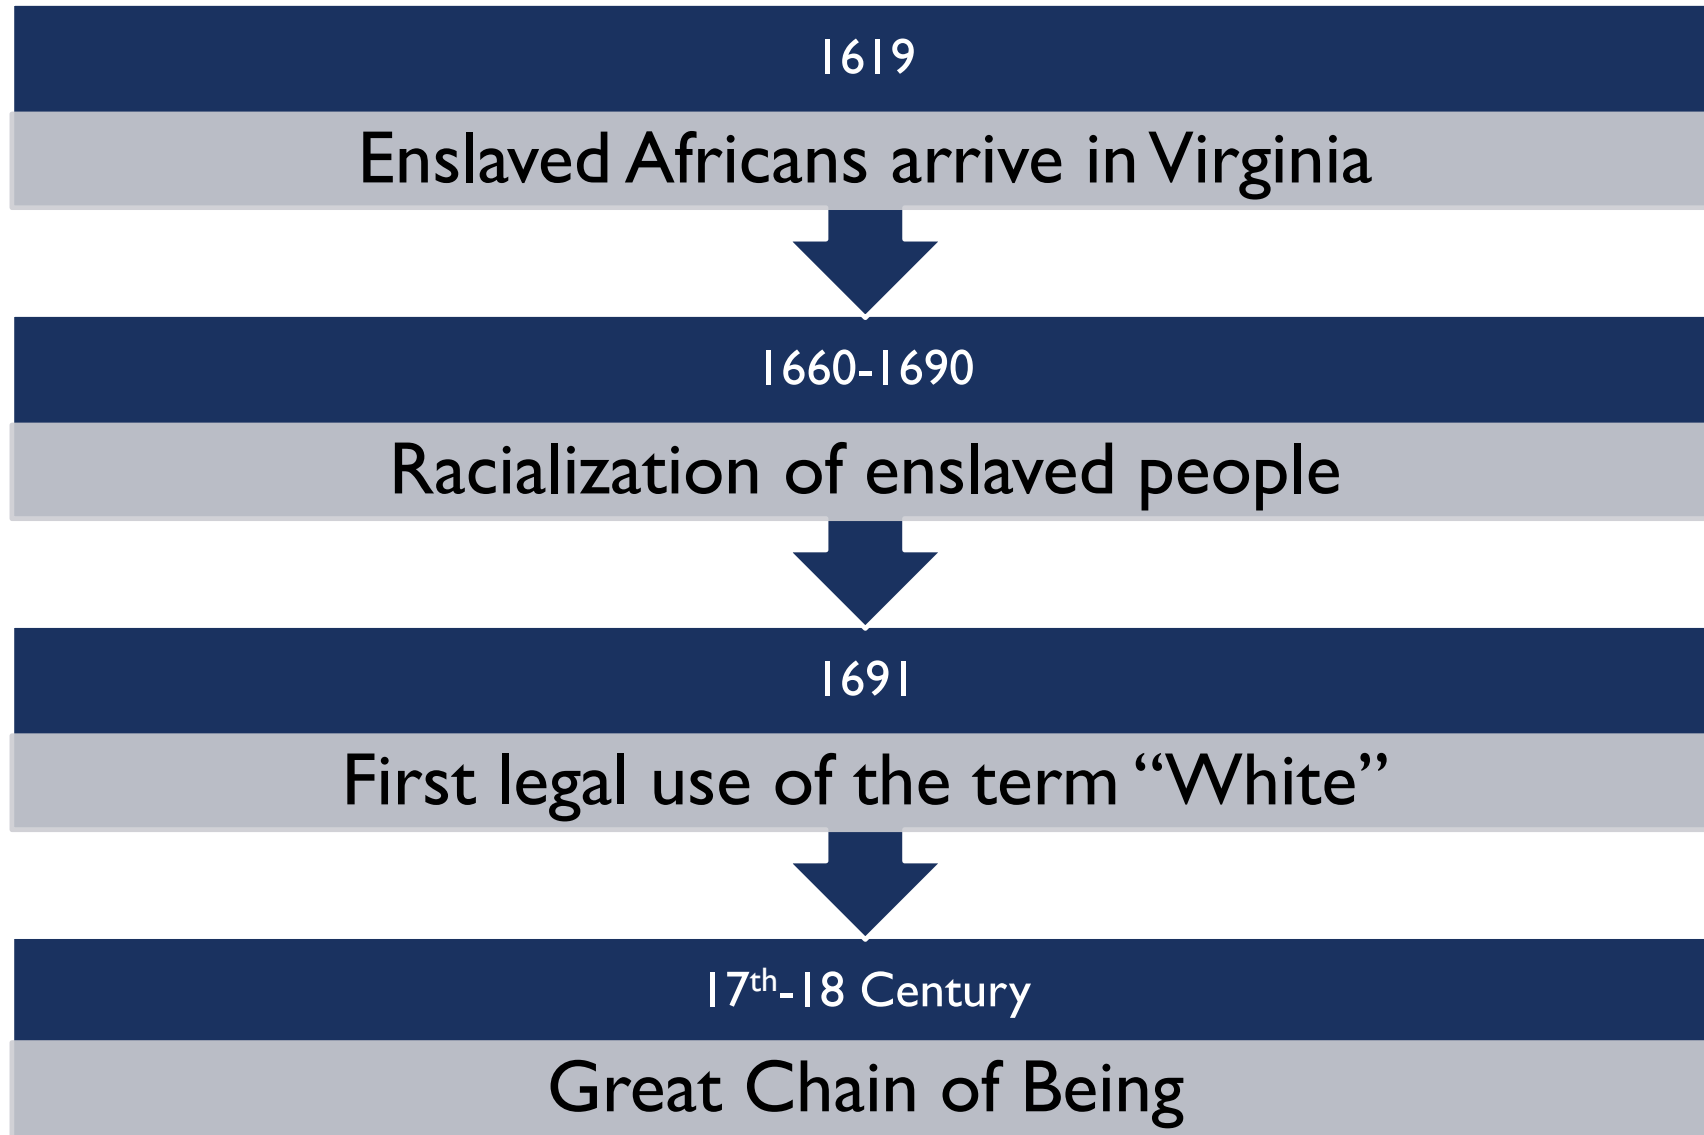 1619
Enslaved Africans arrive in Virginia
1660-1690
Racialization of enslaved people
1691
First legal use of the term “White”
17th-18 Century
Great Chain of Being